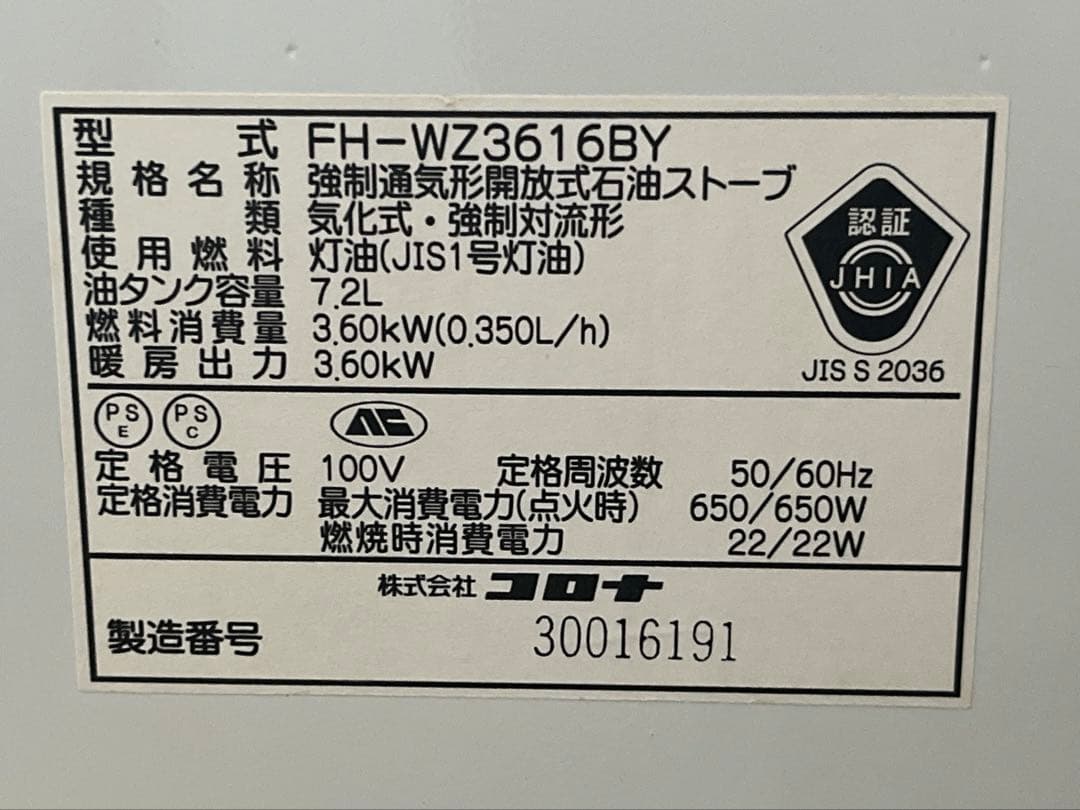 型式 FH-WZ3616BY
規格名称 強制通気形開放式石油ストーブ
種類 気化式・強制対流形
使用燃料 灯油(JIS1号灯油)
油タンク容量 7.2L
燃料消費量 3.60kW(0.350L/h)
暖房出力 3.60kW
認証
JHIA
JIS S 2036
PS E PS C
定格電圧 100V 定格周波数 50/60Hz
定格消費電力 最大消費電力(点火時) 650/650W
燃焼時消費電力 22/22W
株式会社 コロナ
製造番号 30016191